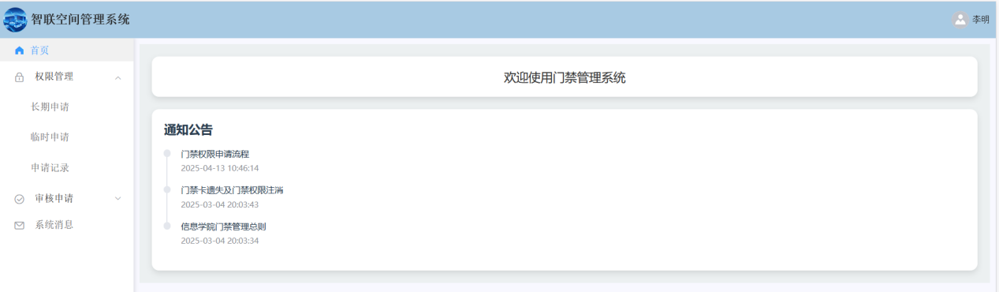 智联空间管理系统
李明
首页
权限管理
长期申请
临时申请
申请记录
审核申请
系统消息
欢迎使用门禁管理系统
通知公告
门禁权限申请流程
2025-04-13 10:46:14
门禁卡遗失及门禁权限注消
2025-03-04 20:03:43
信息学院门禁管理总则
2025-03-04 20:03:34